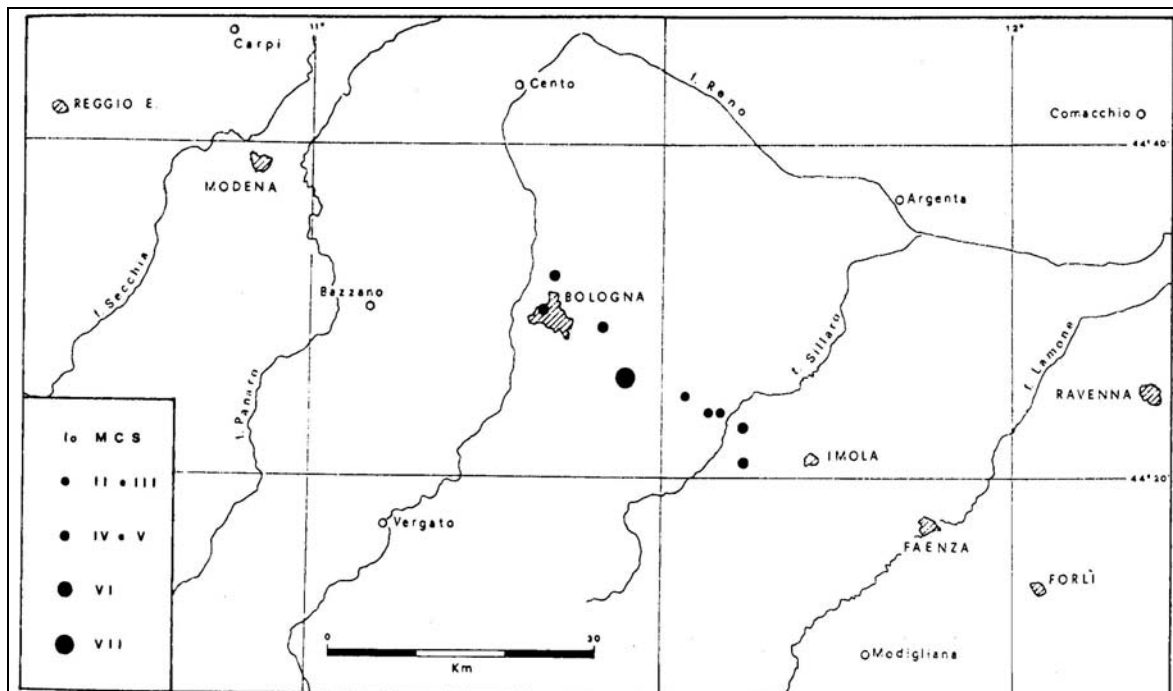 11°
12°
Carpi
Cento
f. Reno
REGGIO E.
Comacchio
44° 40'
MODENA
Argenta
f. Secchia
Bazzano
BOLOGNA
f. Sillaro
f. Lamone
RAVENNA
f. Panaro
Io MCS
II e III
IV e V
VI
VII
IMOLA
44° 20'
Vergato
FAENZA
FORLÌ
Modigliana
0 30
Km